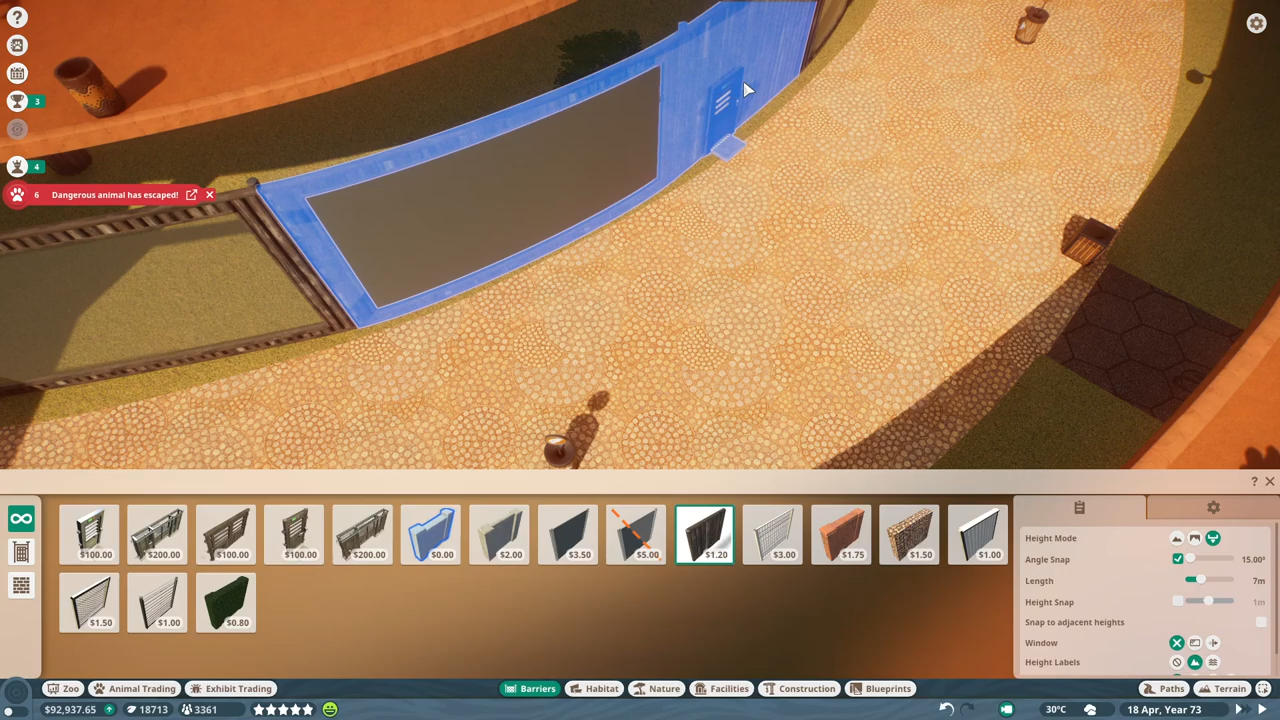 ?
3
4
6 Dangerous animal has escaped!
?
$100.00 $200.00 $100.00 $100.00 $200.00 $0.00 $2.00 $3.50 $5.00 $1.20 $3.00 $1.75 $1.50 $1.00
$1.50 $1.00 $0.80
Height Mode
Angle Snap 15.00°
Length 7m
Height Snap 1m
Snap to adjacent heights
Window
Height Labels
Zoo Animal Trading Exhibit Trading Barriers Habitat Nature Facilities Construction Blueprints Paths Terrain
$92,937.65 18713 3361 30°C 18 Apr, Year 73